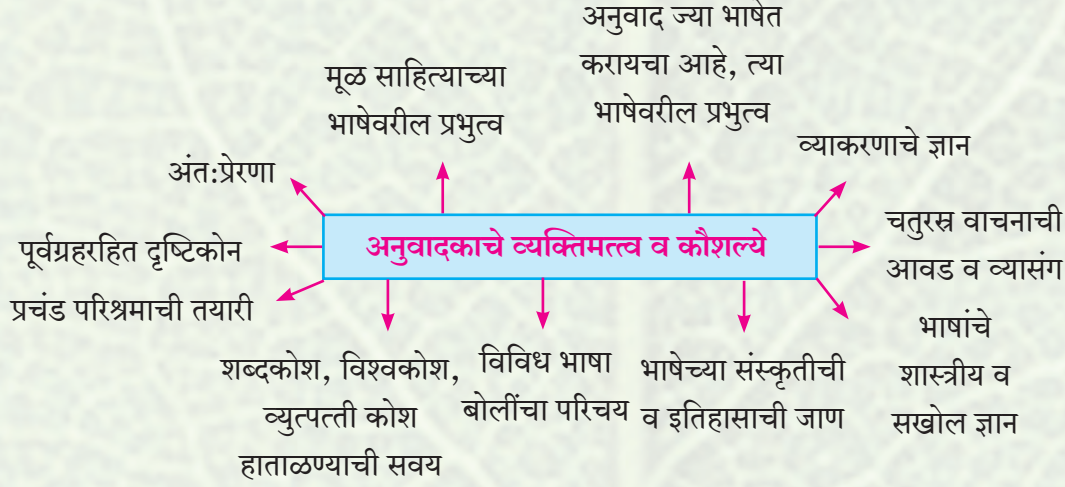 मूळ साहित्याच्या
भाषेवरील प्रभुत्व
अनुवाद ज्या भाषेत
करायचा आहे, त्या
भाषेवरील प्रभुत्व
अंत:प्रेरणा
व्याकरणाचे ज्ञान
पूर्वग्रहरहित दृष्टिकोन
अनुवादकाचे व्यक्तिमत्त्व व कौशल्ये
चतुरस्र वाचनाची
आवड व व्यासंग
प्रचंड परिश्रमाची तयारी
शब्दकोश, विश्वकोश,
व्युत्पत्ती कोश
हाताळण्याची सवय
विविध भाषा
बोलींचा परिचय
भाषेच्या संस्कृतीची
व इतिहासाची जाण
भाषांचे
शास्त्रीय व
सखोल ज्ञान